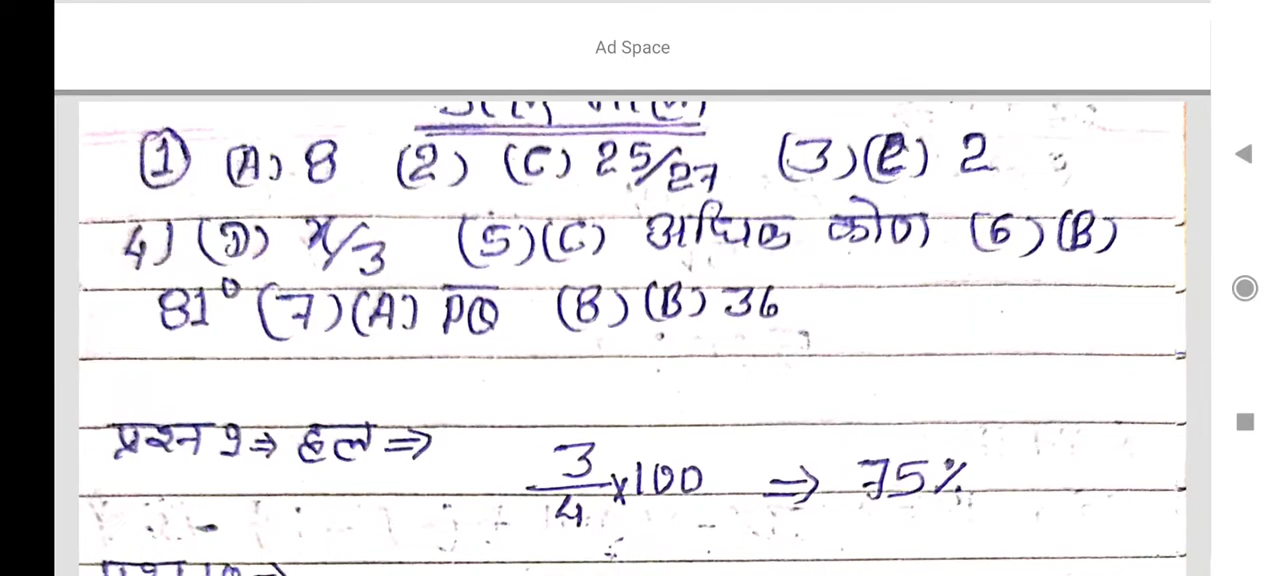 Ad Space
① (A) 8 (2) (C) 25/27 (3) (C) 2
4) (D) x/3 (5) (C) अधिक कोण (6) (B)
81° (7) (A) PQ (8) (B) 36
प्रश्न 9 ⇒ हल ⇒
3/4 × 100 ⇒ 75%